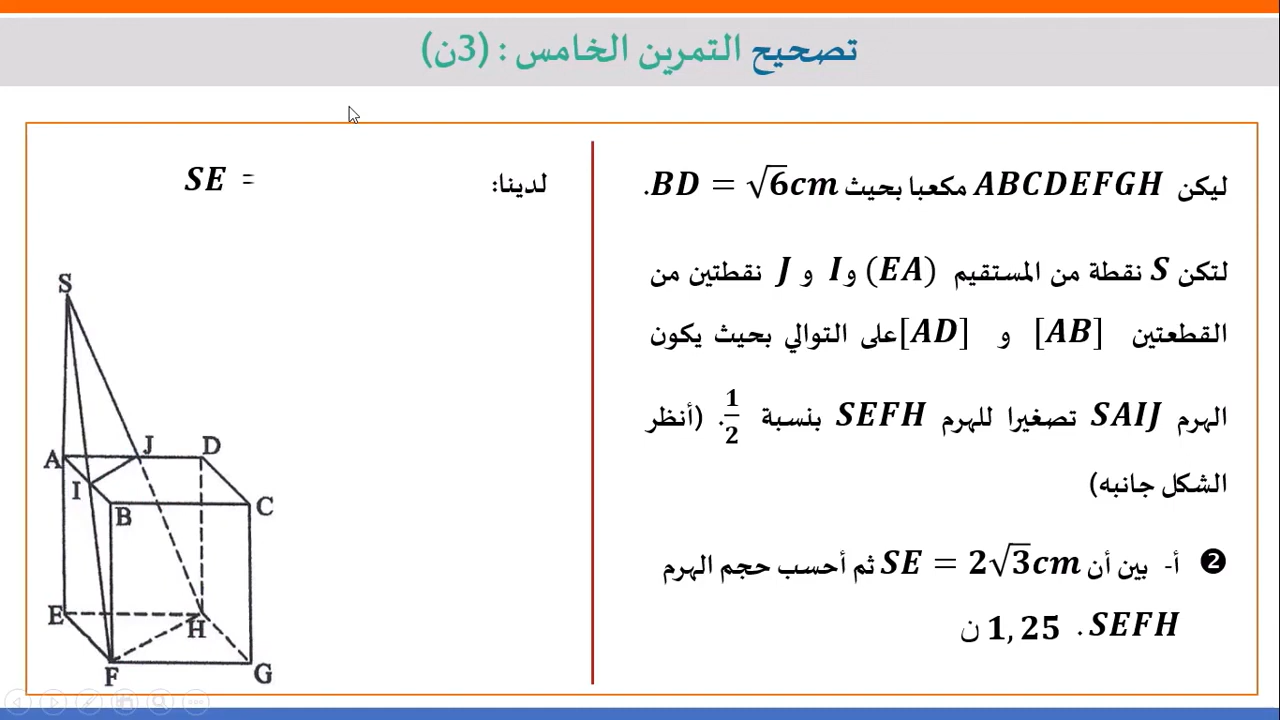 تصحيح التمرين الخامس : (3ن)
ليكن ABCDEFGH مكعبا بحيث BD = √6cm.
لتكن S نقطة من المستقيم (EA) و I و J نقطتين من
القطعتين [AB] و [AD] على التوالي بحيث يكون
الهرم SAIJ تصغيرا للهرم SEFH بنسبة 1/2. (أنظر
الشكل جانبه)
❷ أ- بين أن SE = 2√3cm ثم أحسب حجم الهرم
SEFH . 1,25 ن
لدينا: SE =
S
A J D
I B C
E H
F G